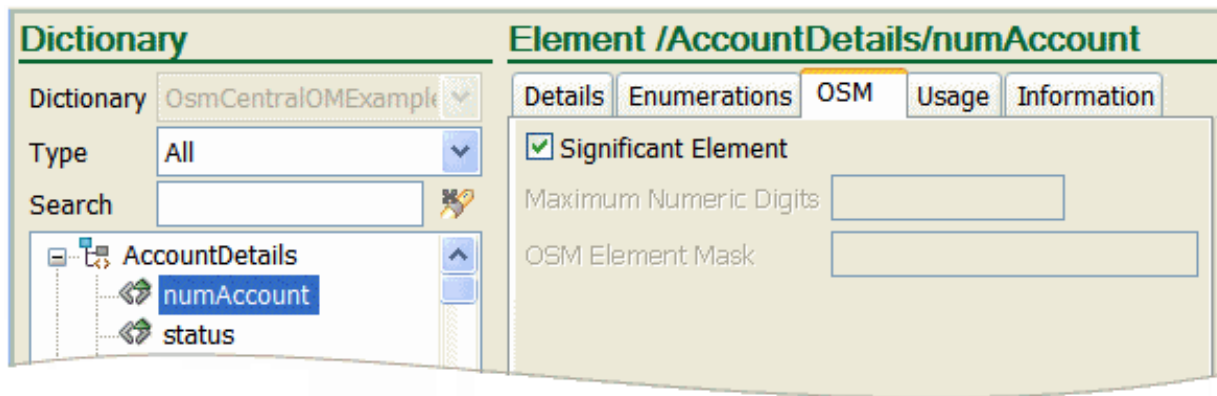 Dictionary
Dictionary OsmCentralOMExample
Type All
Search
AccountDetails
numAccount
status
Element /AccountDetails/numAccount
Details Enumerations OSM Usage Information
Significant Element
Maximum Numeric Digits
OSM Element Mask